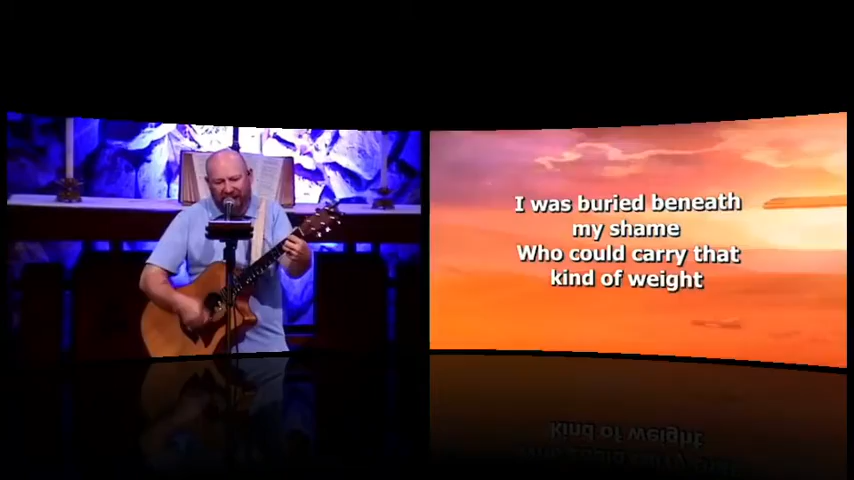 I was buried beneath
my shame
Who could carry that
kind of weight